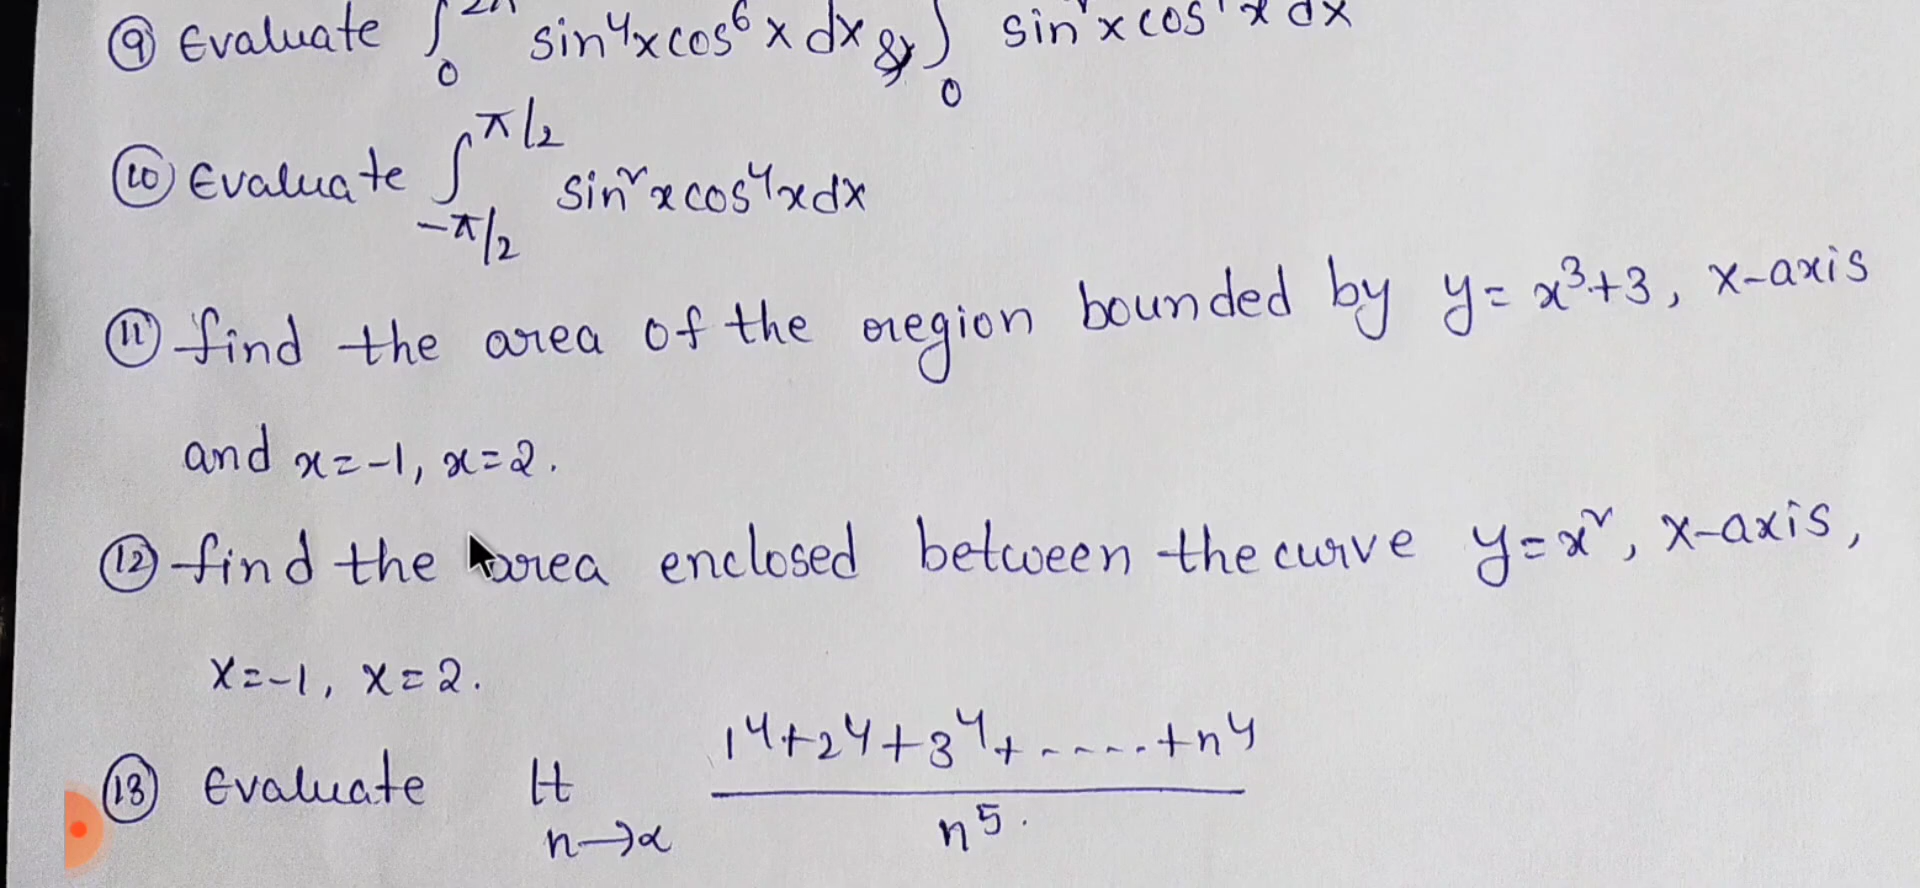 ⑨ Evaluate ∫₀ sin⁴x cos⁶x dx & ∫₀ sin x cos x dx
⑩ Evaluate ∫_{-π/2}^{π/2} sin²x cos⁴x dx
⑪ find the area of the region bounded by y = x³+3, x-axis
and x=-1, x=2.
⑫ find the area enclosed between the curve y=x², x-axis,
x=-1, x=2.
⑬ Evaluate lt_{n→α} (1⁴+2⁴+3⁴+.....+n⁴)/n⁵.